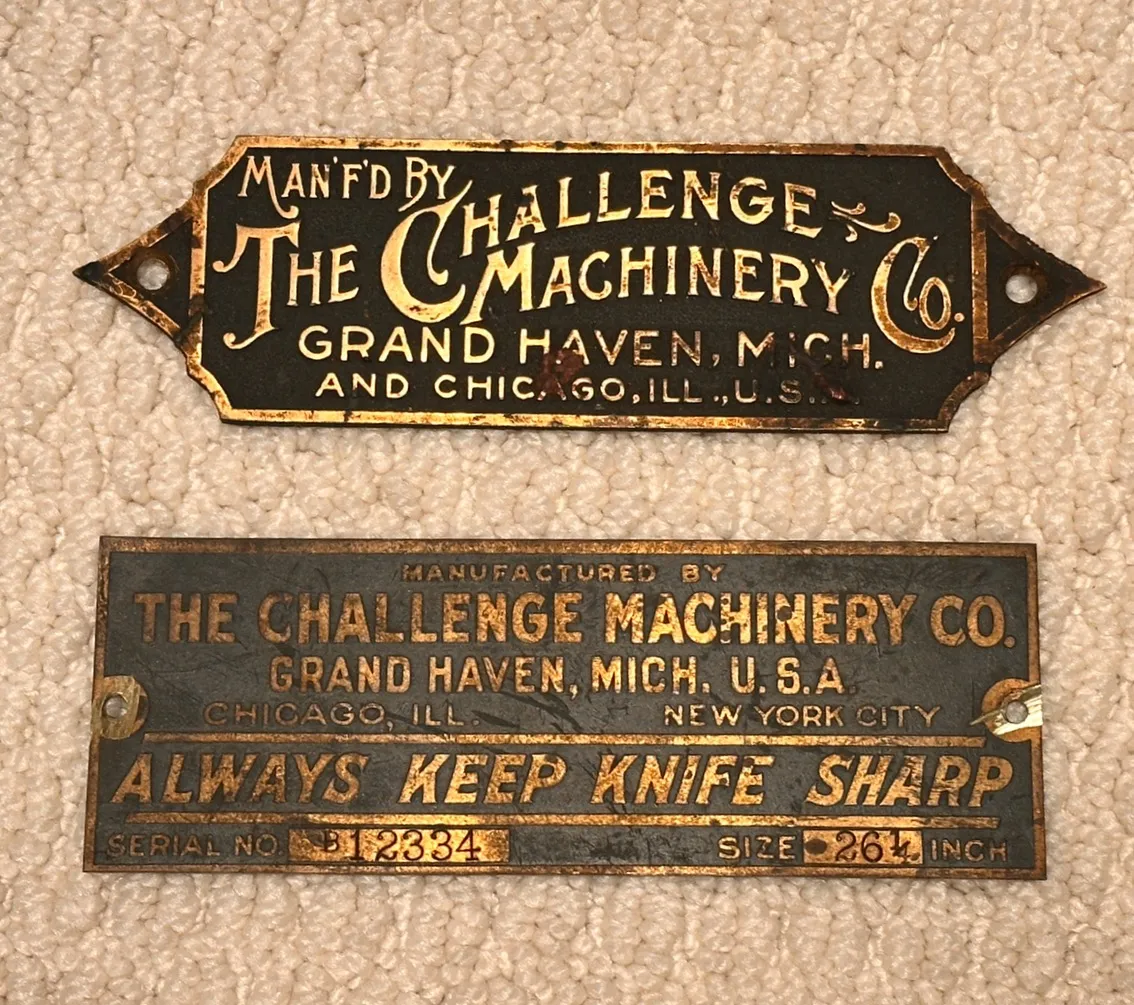 MAN'F'D BY
THE CHALLENGE
MACHINERY CO.
GRAND HAVEN, MICH.
AND CHICAGO, ILL., U.S.A.
MANUFACTURED BY
THE CHALLENGE MACHINERY CO.
GRAND HAVEN, MICH. U.S.A.
CHICAGO, ILL. NEW YORK CITY
ALWAYS KEEP KNIFE SHARP
SERIAL NO. B12334 SIZE 26¼ INCH